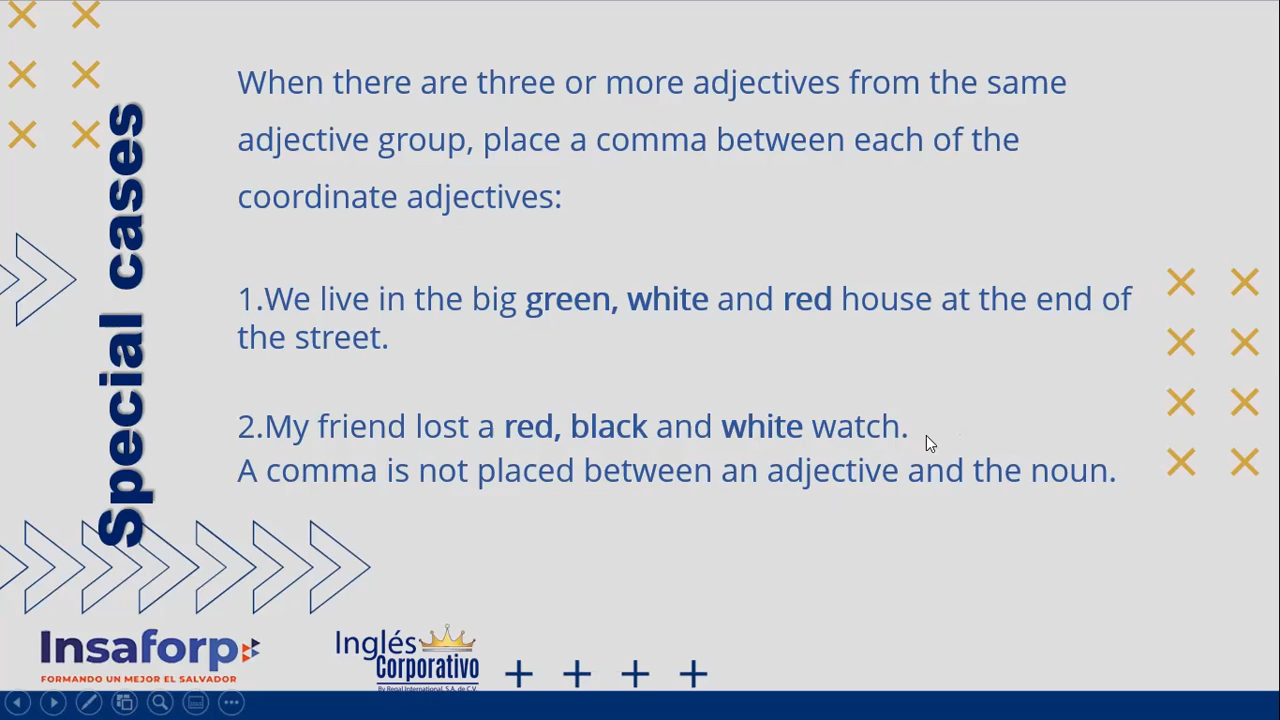 Special cases
When there are three or more adjectives from the same
adjective group, place a comma between each of the
coordinate adjectives:
1.We live in the big green, white and red house at the end of
the street.
2.My friend lost a red, black and white watch.
A comma is not placed between an adjective and the noun.
Insaforp
FORMANDO UN MEJOR EL SALVADOR
Inglés
Corporativo